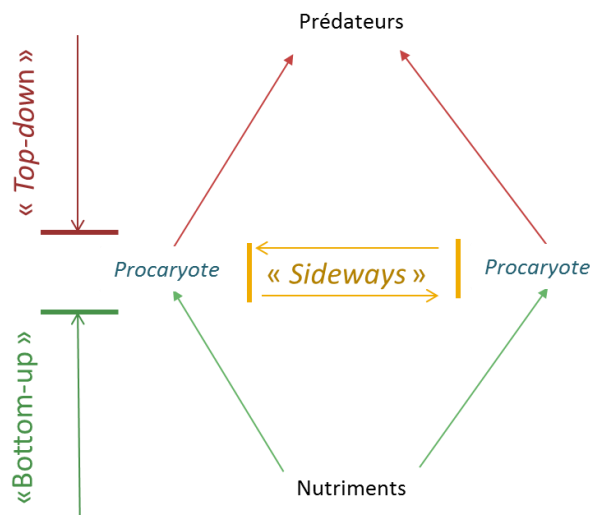 Prédateurs
« Top-down »
Procaryote
« Sideways »
Procaryote
«Bottom-up »
Nutriments